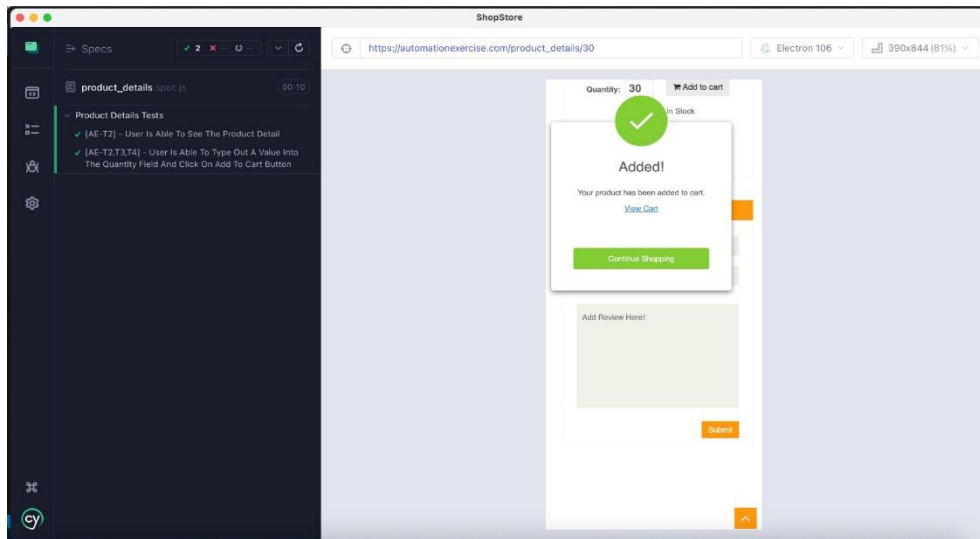 ShopStore
Specs
2
--
--
https://automationexercise.com/product_details/30
Electron 106
390x844 (81%)
product_details spec.js
00:10
Product Details Tests
[AE-T2] - User Is Able To See The Product Detail
[AE-T2,T3,T4] - User Is Able To Type Out A Value Into
The Quantity Field And Click On Add To Cart Button
Quantity: 30
Add to cart
In Stock
Added!
Your product has been added to cart.
View Cart
Continue Shopping
Add Review Here!
Submit
cy